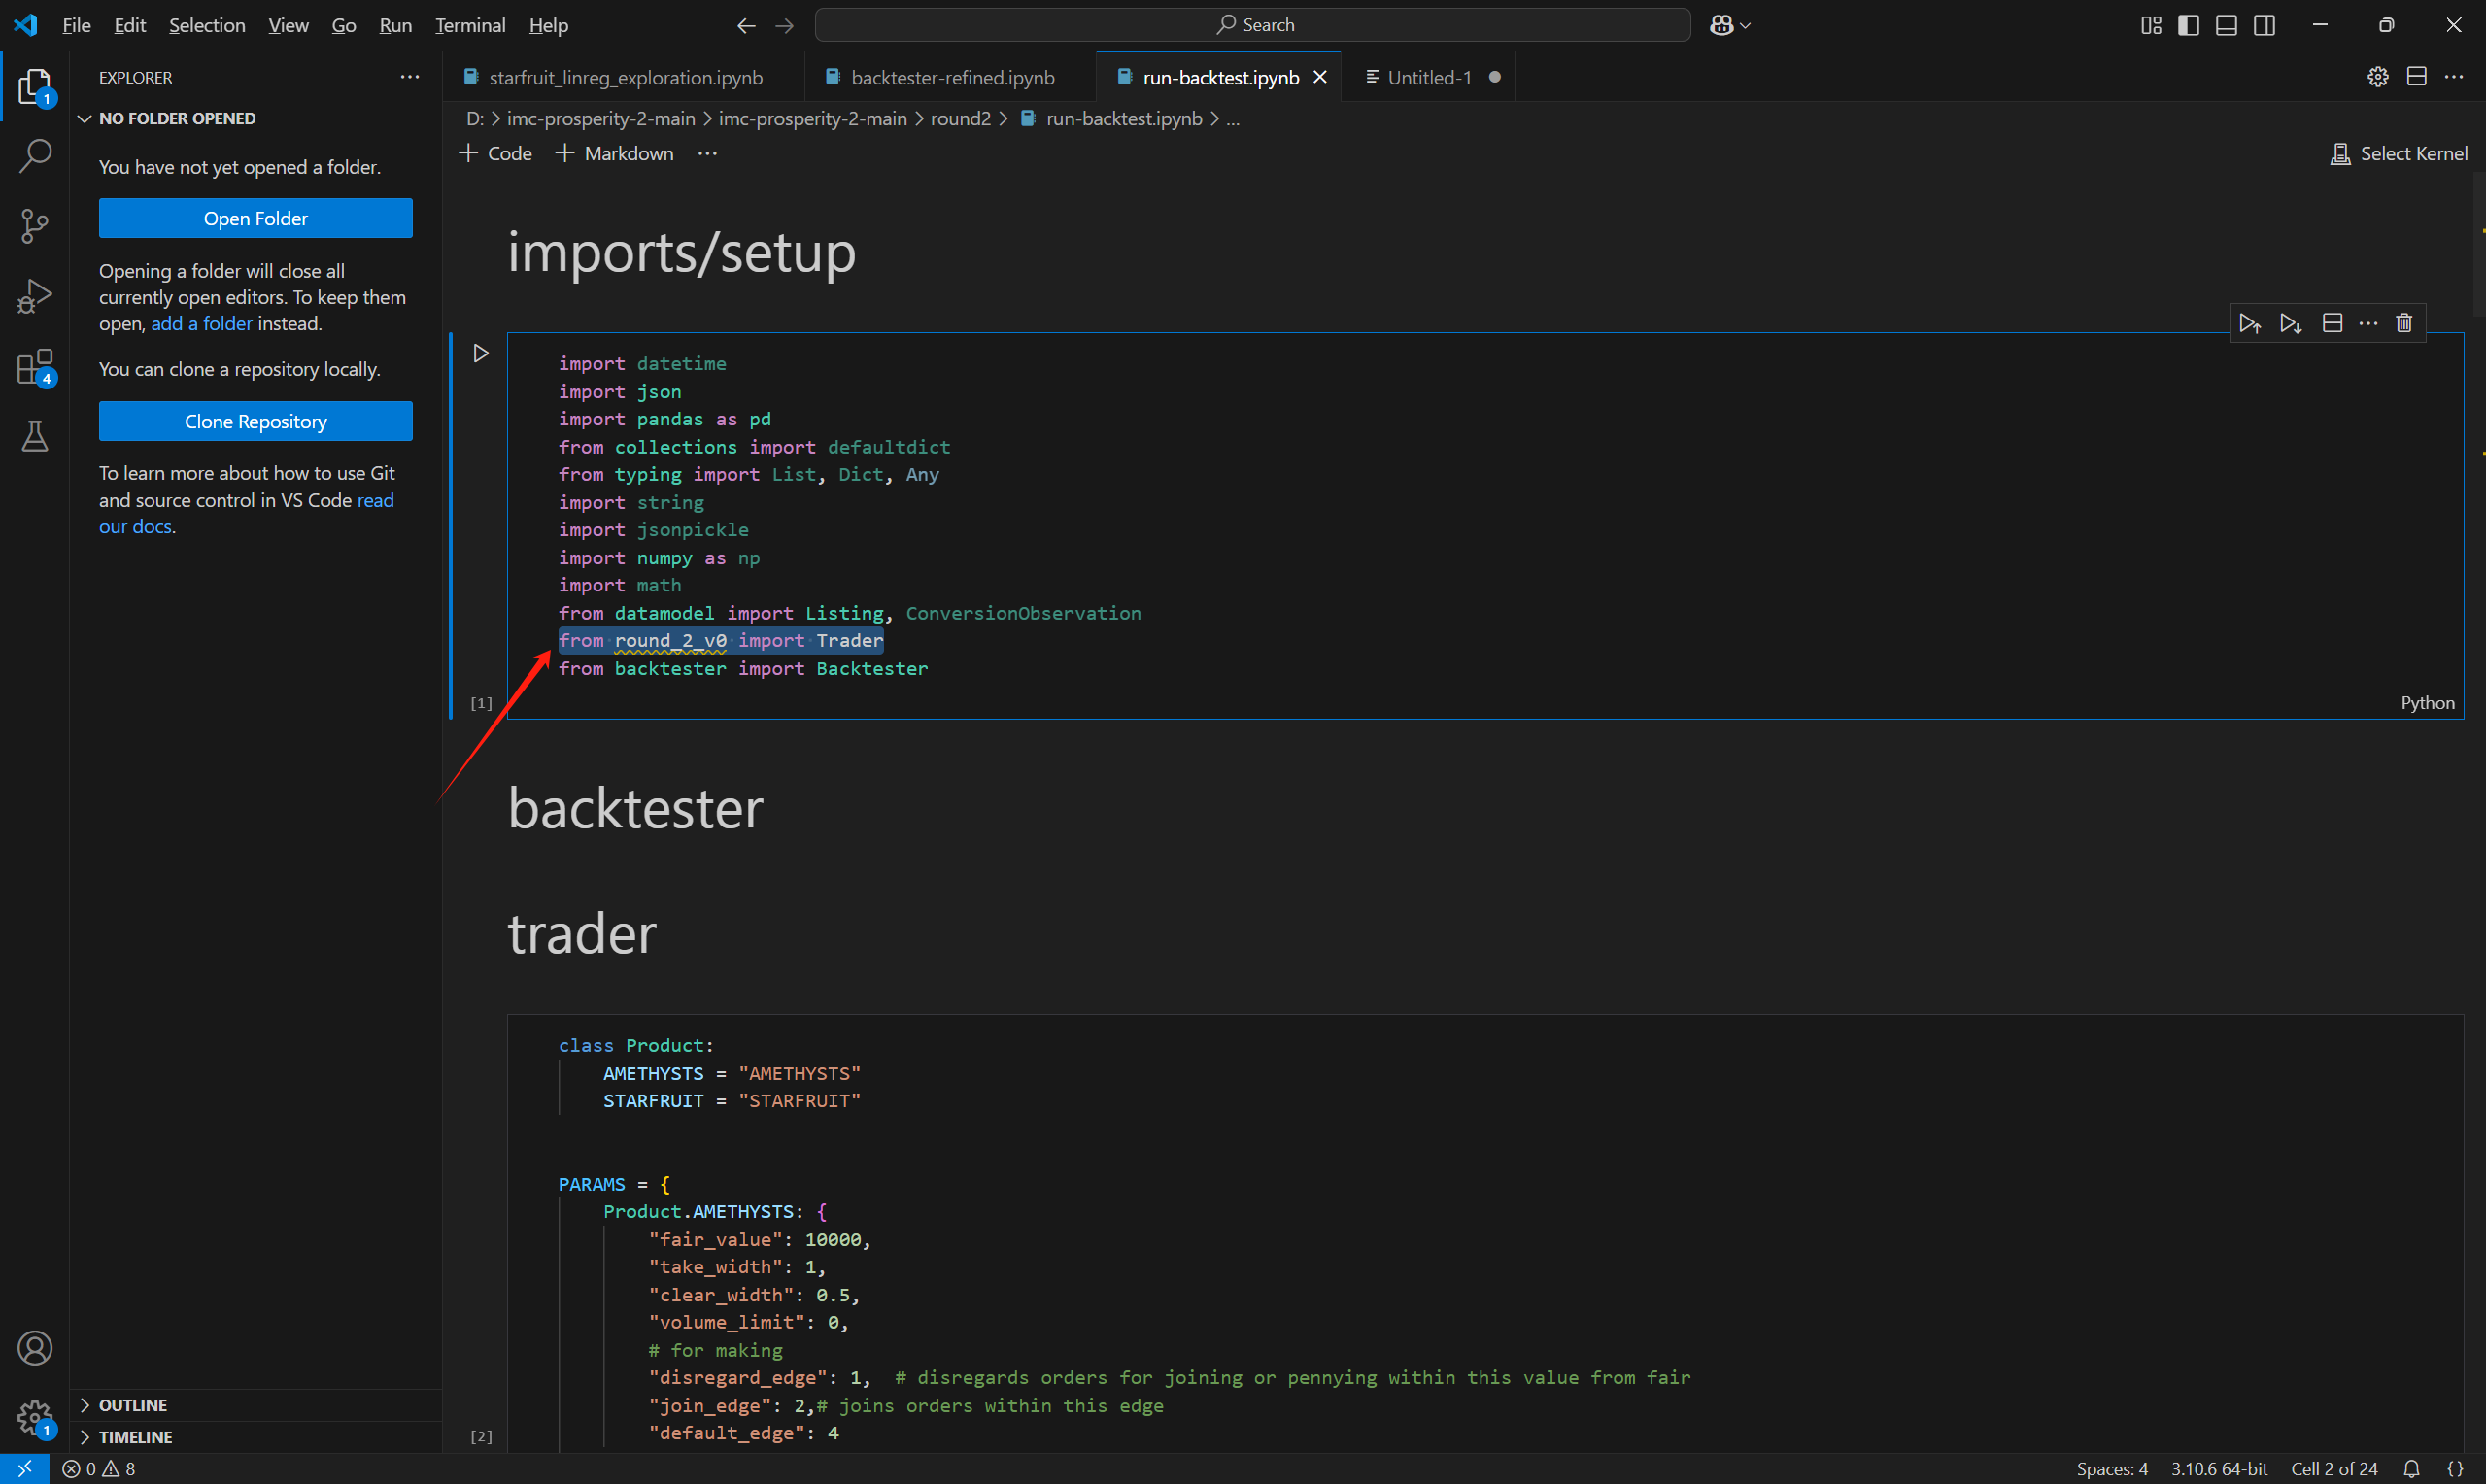 File Edit Selection View Go Run Terminal Help
Search
EXPLORER
NO FOLDER OPENED
You have not yet opened a folder.
Open Folder
Opening a folder will close all
currently open editors. To keep them
open, add a folder instead.
You can clone a repository locally.
Clone Repository
To learn more about how to use Git
and source control in VS Code read
our docs.
OUTLINE
TIMELINE
1
4
1
starfruit_linreg_exploration.ipynb
backtester-refined.ipynb
run-backtest.ipynb
Untitled-1
D: > imc-prosperity-2-main > imc-prosperity-2-main > round2 > run-backtest.ipynb > ...
+ Code + Markdown ...
Select Kernel
imports/setup
import datetime
import json
import pandas as pd
from collections import defaultdict
from typing import List, Dict, Any
import string
import jsonpickle
import numpy as np
import math
from datamodel import Listing, ConversionObservation
from round_2_v0 import Trader
from backtester import Backtester
[1]
Python
backtester
trader
class Product:
    AMETHYSTS = "AMETHYSTS"
    STARFRUIT = "STARFRUIT"
PARAMS = {
    Product.AMETHYSTS: {
        "fair_value": 10000,
        "take_width": 1,
        "clear_width": 0.5,
        "volume_limit": 0,
        # for making
        "disregard_edge": 1,  # disregards orders for joining or pennying within this value from fair
        "join_edge": 2,# joins orders within this edge
        "default_edge": 4
[2]
0 8
Spaces: 4 3.10.6 64-bit Cell 2 of 24 {}